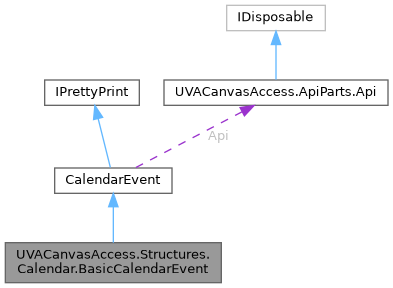 IDisposable
IPrettyPrint
UVACanvasAccess.ApiParts.Api
Api
CalendarEvent
UVACanvasAccess.Structures.
Calendar.BasicCalendarEvent